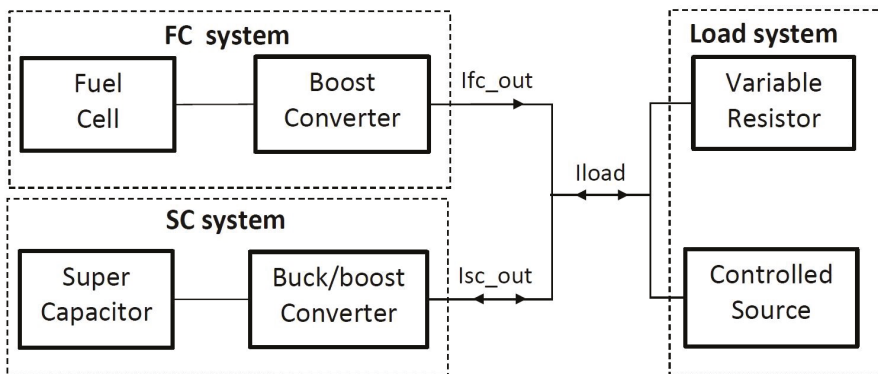 FC system
Fuel
Cell
Boost
Converter
Ifc_out
SC system
Super
Capacitor
Buck/boost
Converter
Isc_out
Iload
Load system
Variable
Resistor
Controlled
Source